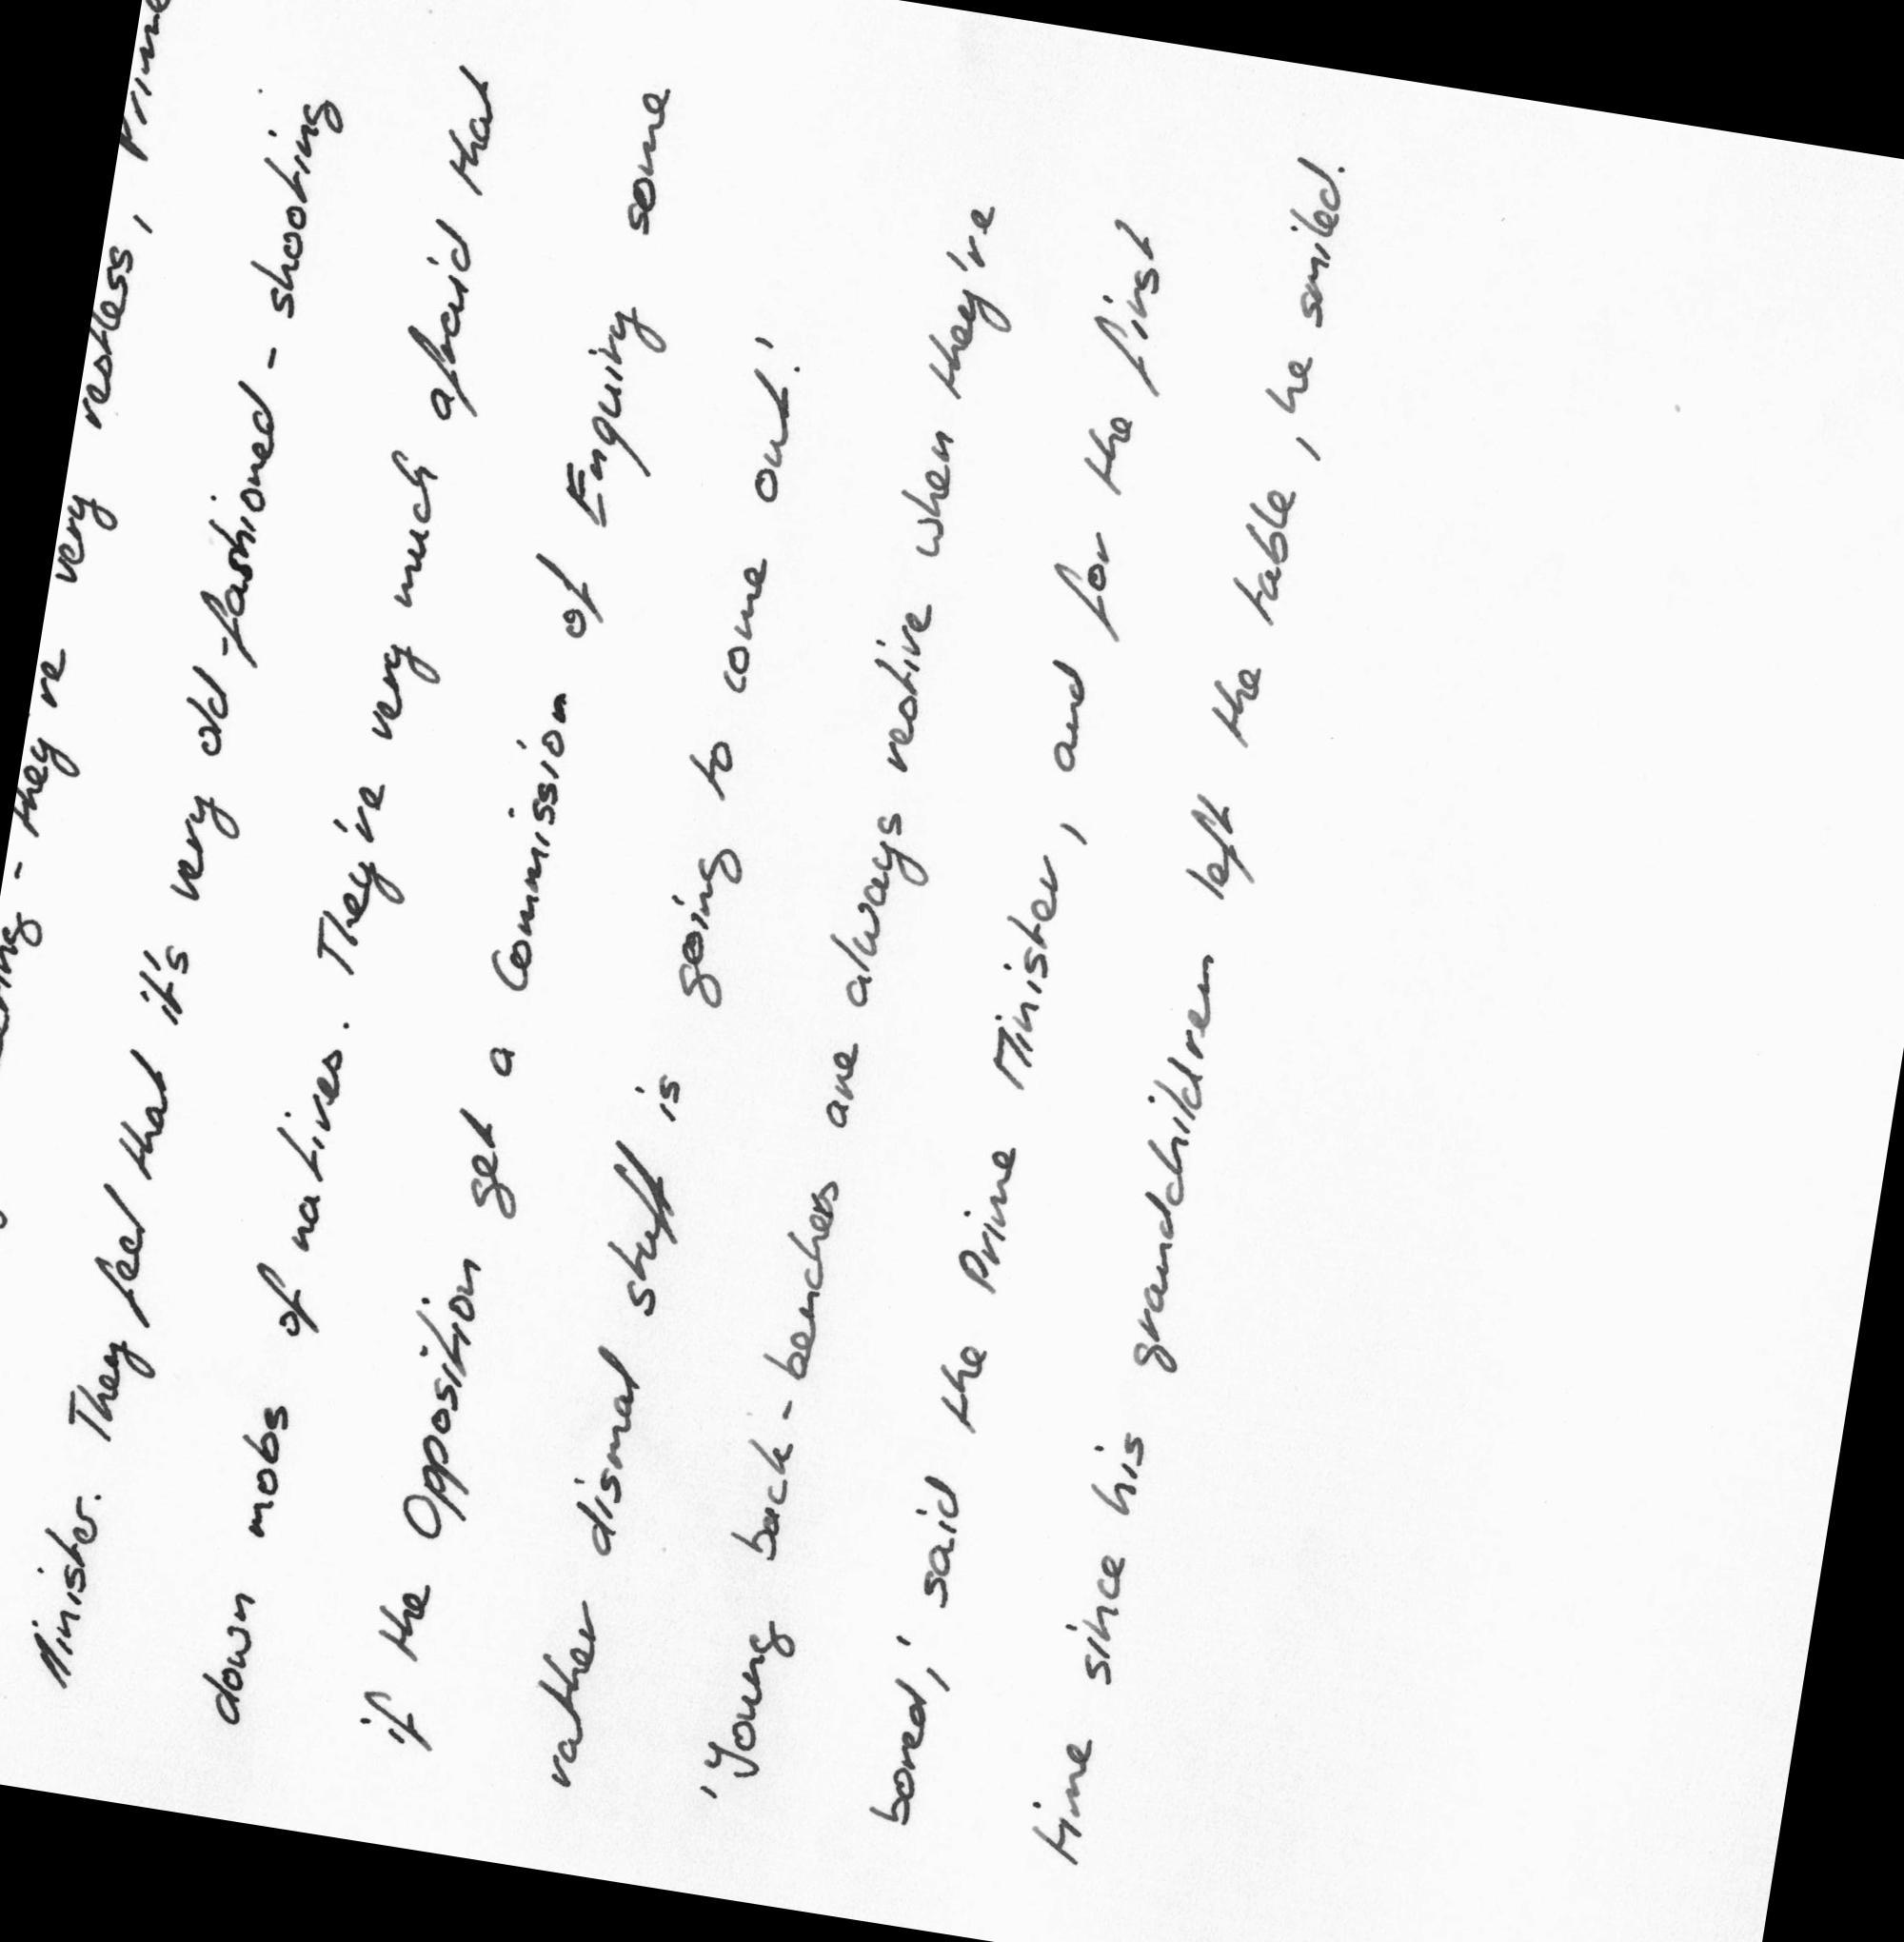 - they're very restless, Prime
Minister. They feel that it's very old-fashioned - shooting
down mobs of natives. They're very much afraid that
if the Opposition get a Commission of Enquiry some
rather dismal stuff is going to come out.'
'Young back-benchers are always restive when they're
bored,' said the Prime Minister, and for the first
time since his grandchildren left the table, he smiled.